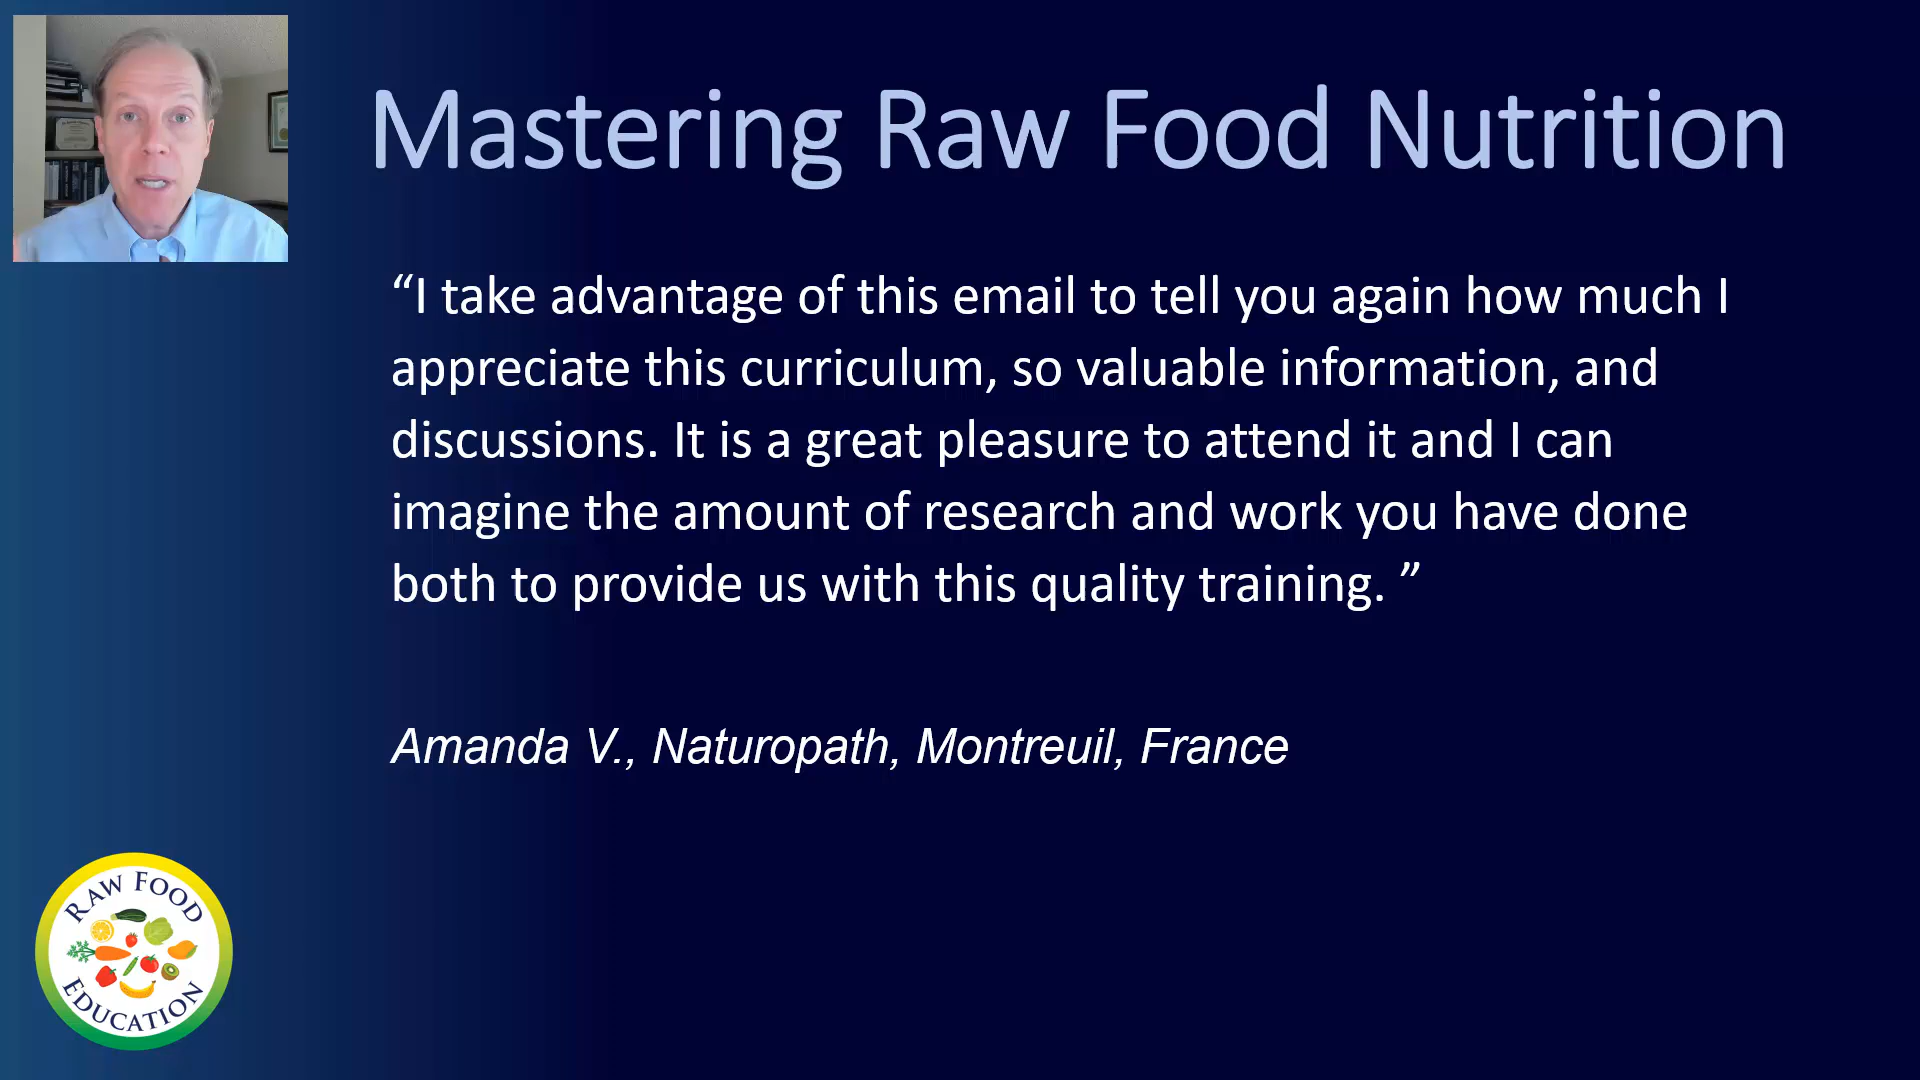 Mastering Raw Food Nutrition
“I take advantage of this email to tell you again how much I
appreciate this curriculum, so valuable information, and
discussions. It is a great pleasure to attend it and I can
imagine the amount of research and work you have done
both to provide us with this quality training. ”
Amanda V., Naturopath, Montreuil, France
RAW FOOD
EDUCATION